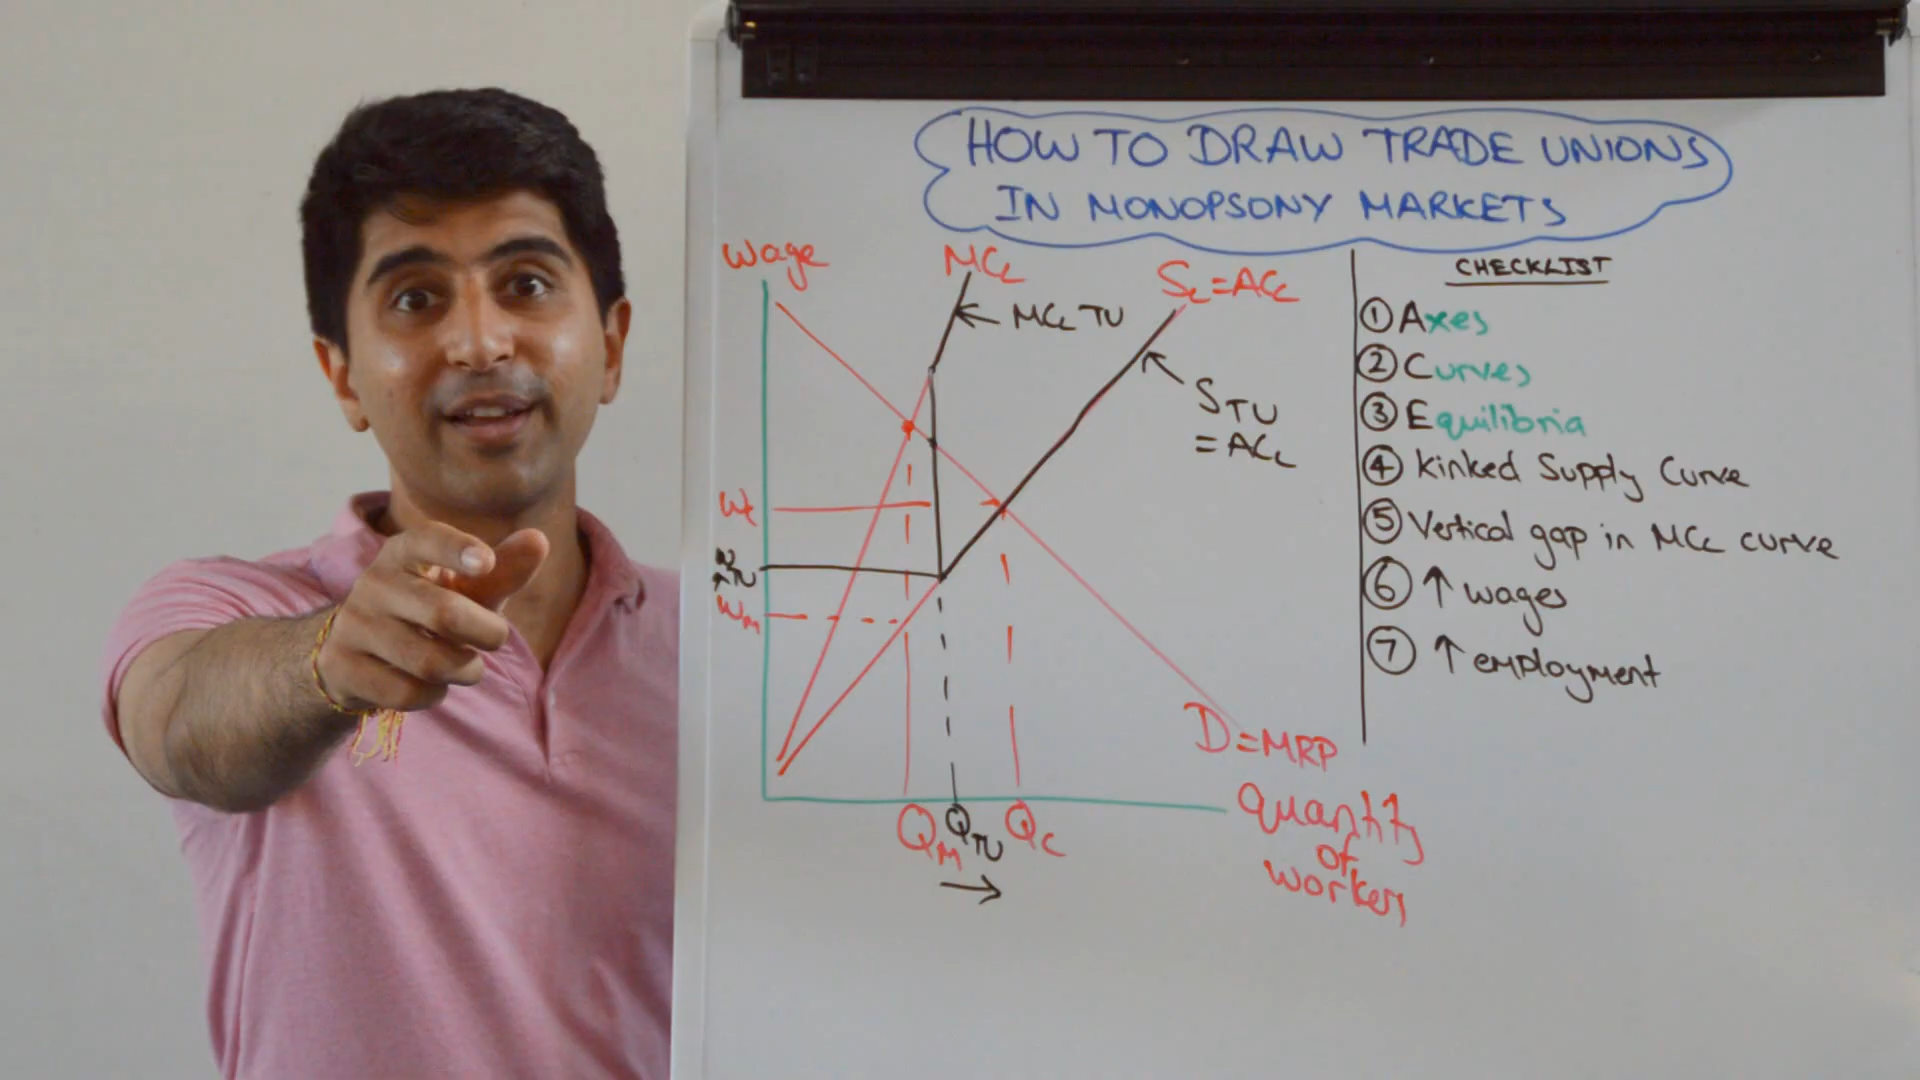 HOW TO DRAW TRADE UNIONS
IN MONOPSONY MARKETS
Wage
MCL
MCL TU
SL=ACL
STU
=ACL
Wc
WTU
WM
QM
QTU
QC
D=MRP
Quantity
of
workers
CHECKLIST
① Axes
② Curves
③ Equilibria
④ Kinked Supply Curve
⑤ Vertical gap in MCL curve
⑥ ↑ wages
⑦ ↑ employment